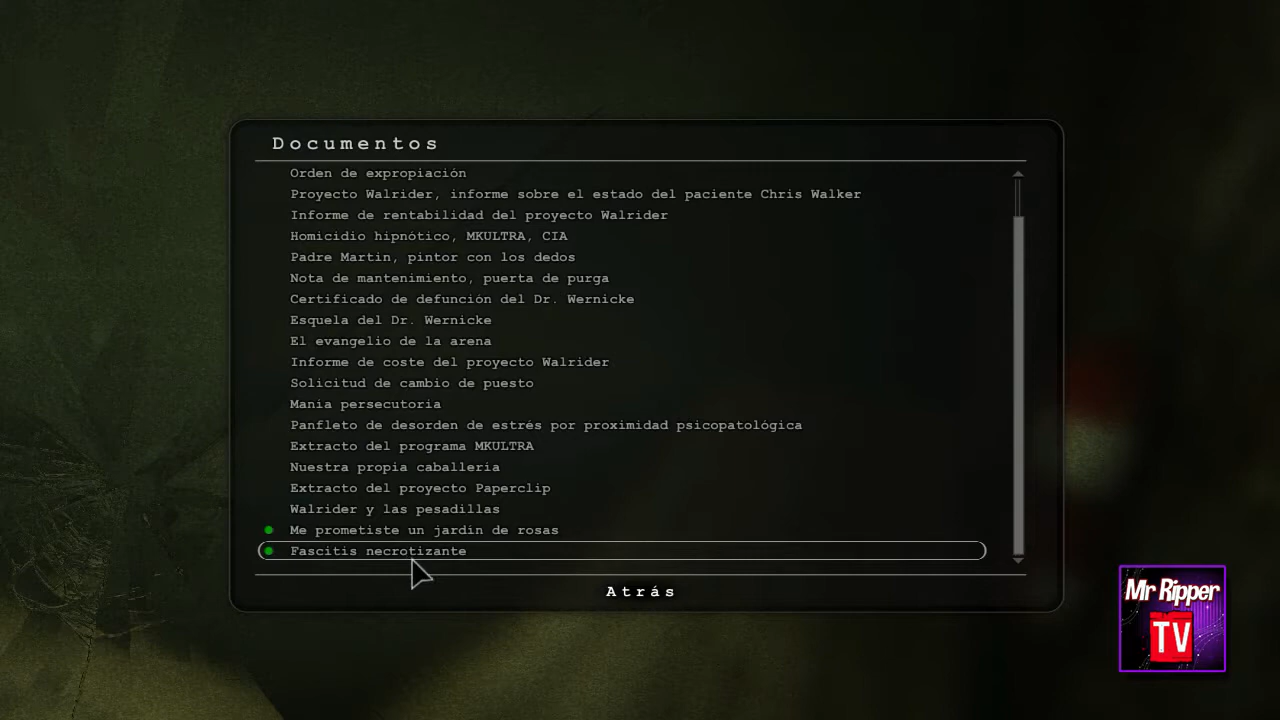 Documentos
Orden de expropiación
Proyecto Walrider, informe sobre el estado del paciente Chris Walker
Informe de rentabilidad del proyecto Walrider
Homicidio hipnótico, MKULTRA, CIA
Padre Martin, pintor con los dedos
Nota de mantenimiento, puerta de purga
Certificado de defunción del Dr. Wernicke
Esquela del Dr. Wernicke
El evangelio de la arena
Informe de coste del proyecto Walrider
Solicitud de cambio de puesto
Manía persecutoria
Panfleto de desorden de estrés por proximidad psicopatológica
Extracto del programa MKULTRA
Nuestra propia caballería
Extracto del proyecto Paperclip
Walrider y las pesadillas
Me prometiste un jardín de rosas
Fascitis necrotizante
Atrás
Mr Ripper
TV